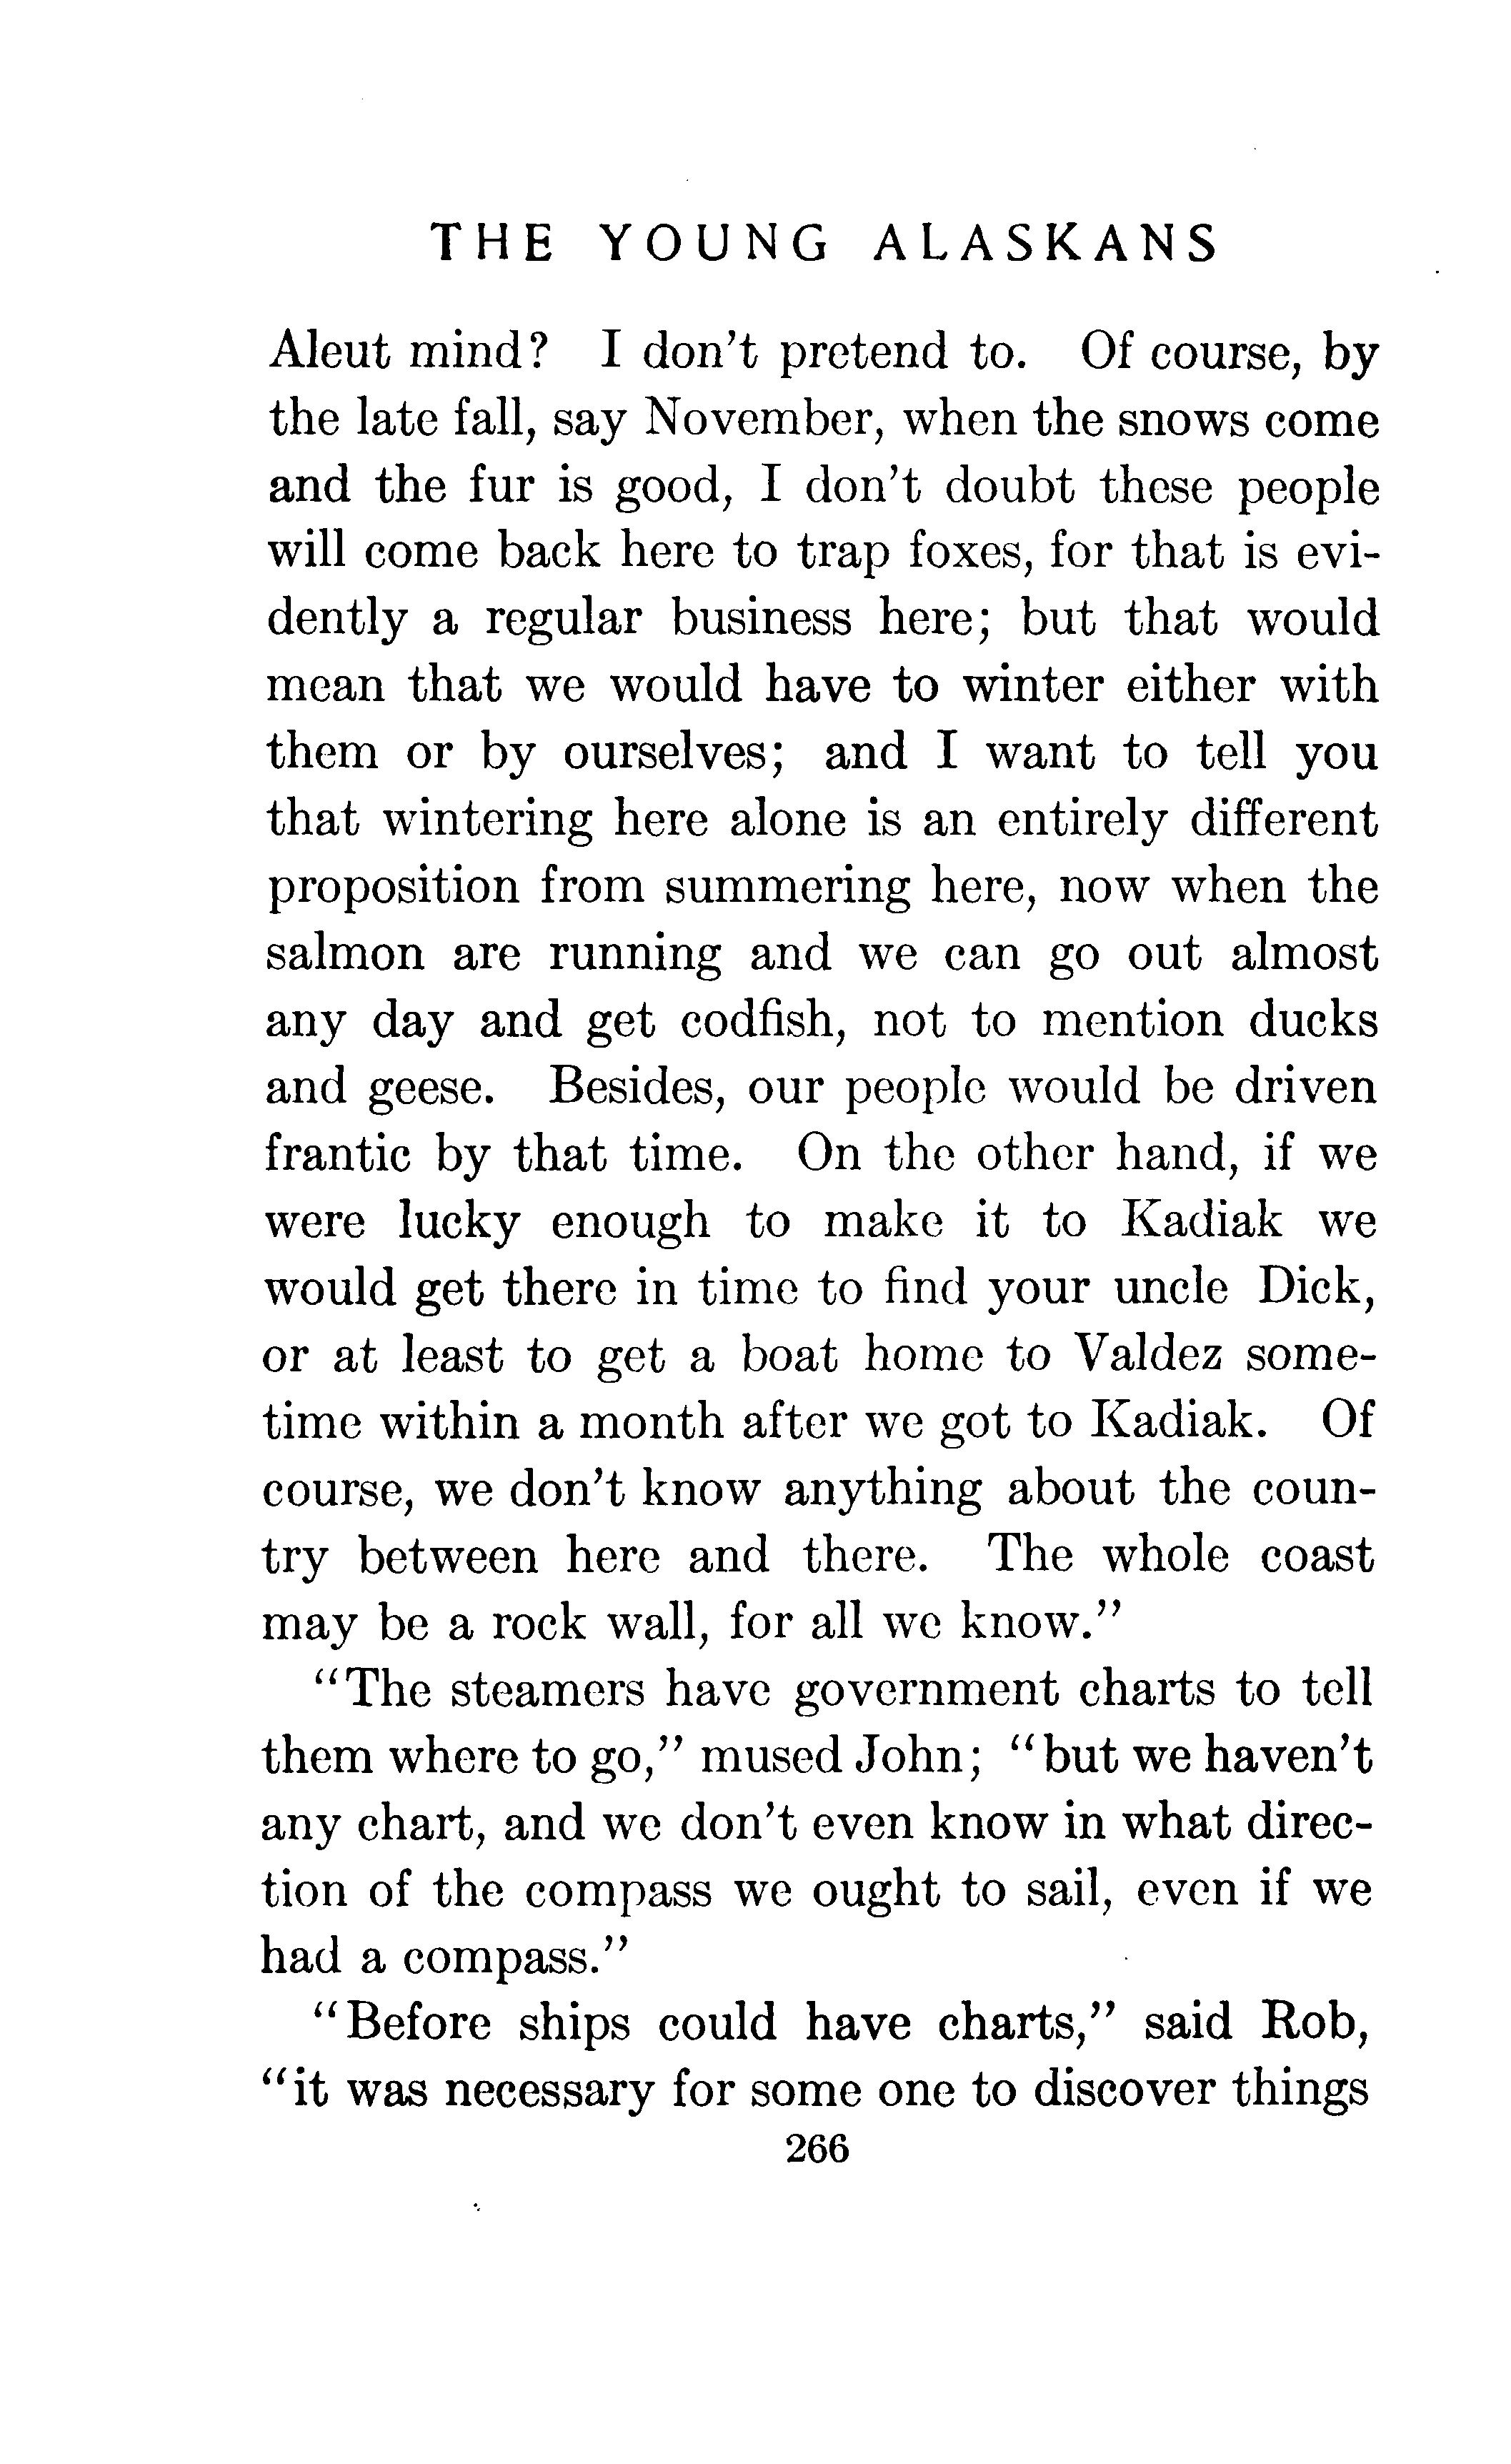 THE YOUNG ALASKANS
Aleut mind? I don't pretend to. Of course, by
the late fall, say November, when the snows come
and the fur is good, I don't doubt these people
will come back here to trap foxes, for that is evi-
dently a regular business here; but that would
mean that we would have to winter either with
them or by ourselves; and I want to tell you
that wintering here alone is an entirely different
proposition from summering here, now when the
salmon are running and we can go out almost
any day and get codfish, not to mention ducks
and geese. Besides, our people would be driven
frantic by that time. On the other hand, if we
were lucky enough to make it to Kadiak we
would get there in time to find your uncle Dick,
or at least to get a boat home to Valdez some-
time within a month after we got to Kadiak. Of
course, we don't know anything about the coun-
try between here and there. The whole coast
may be a rock wall, for all we know."
"The steamers have government charts to tell
them where to go," mused John; "but we haven't
any chart, and we don't even know in what direc-
tion of the compass we ought to sail, even if we
had a compass."
"Before ships could have charts," said Rob,
"it was necessary for some one to discover things
266